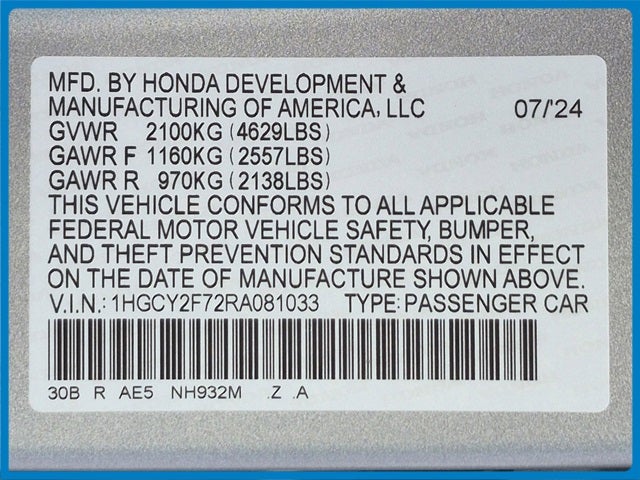 MFD. BY HONDA DEVELOPMENT &
MANUFACTURING OF AMERICA, LLC 07/'24
GVWR 2100KG (4629LBS)
GAWR F 1160KG (2557LBS)
GAWR R 970KG (2138LBS)
THIS VEHICLE CONFORMS TO ALL APPLICABLE
FEDERAL MOTOR VEHICLE SAFETY, BUMPER,
AND THEFT PREVENTION STANDARDS IN EFFECT
ON THE DATE OF MANUFACTURE SHOWN ABOVE.
V.I.N.: 1HGCY2F72RA081033 TYPE: PASSENGER CAR
30B R AE5 NH932M .Z .A